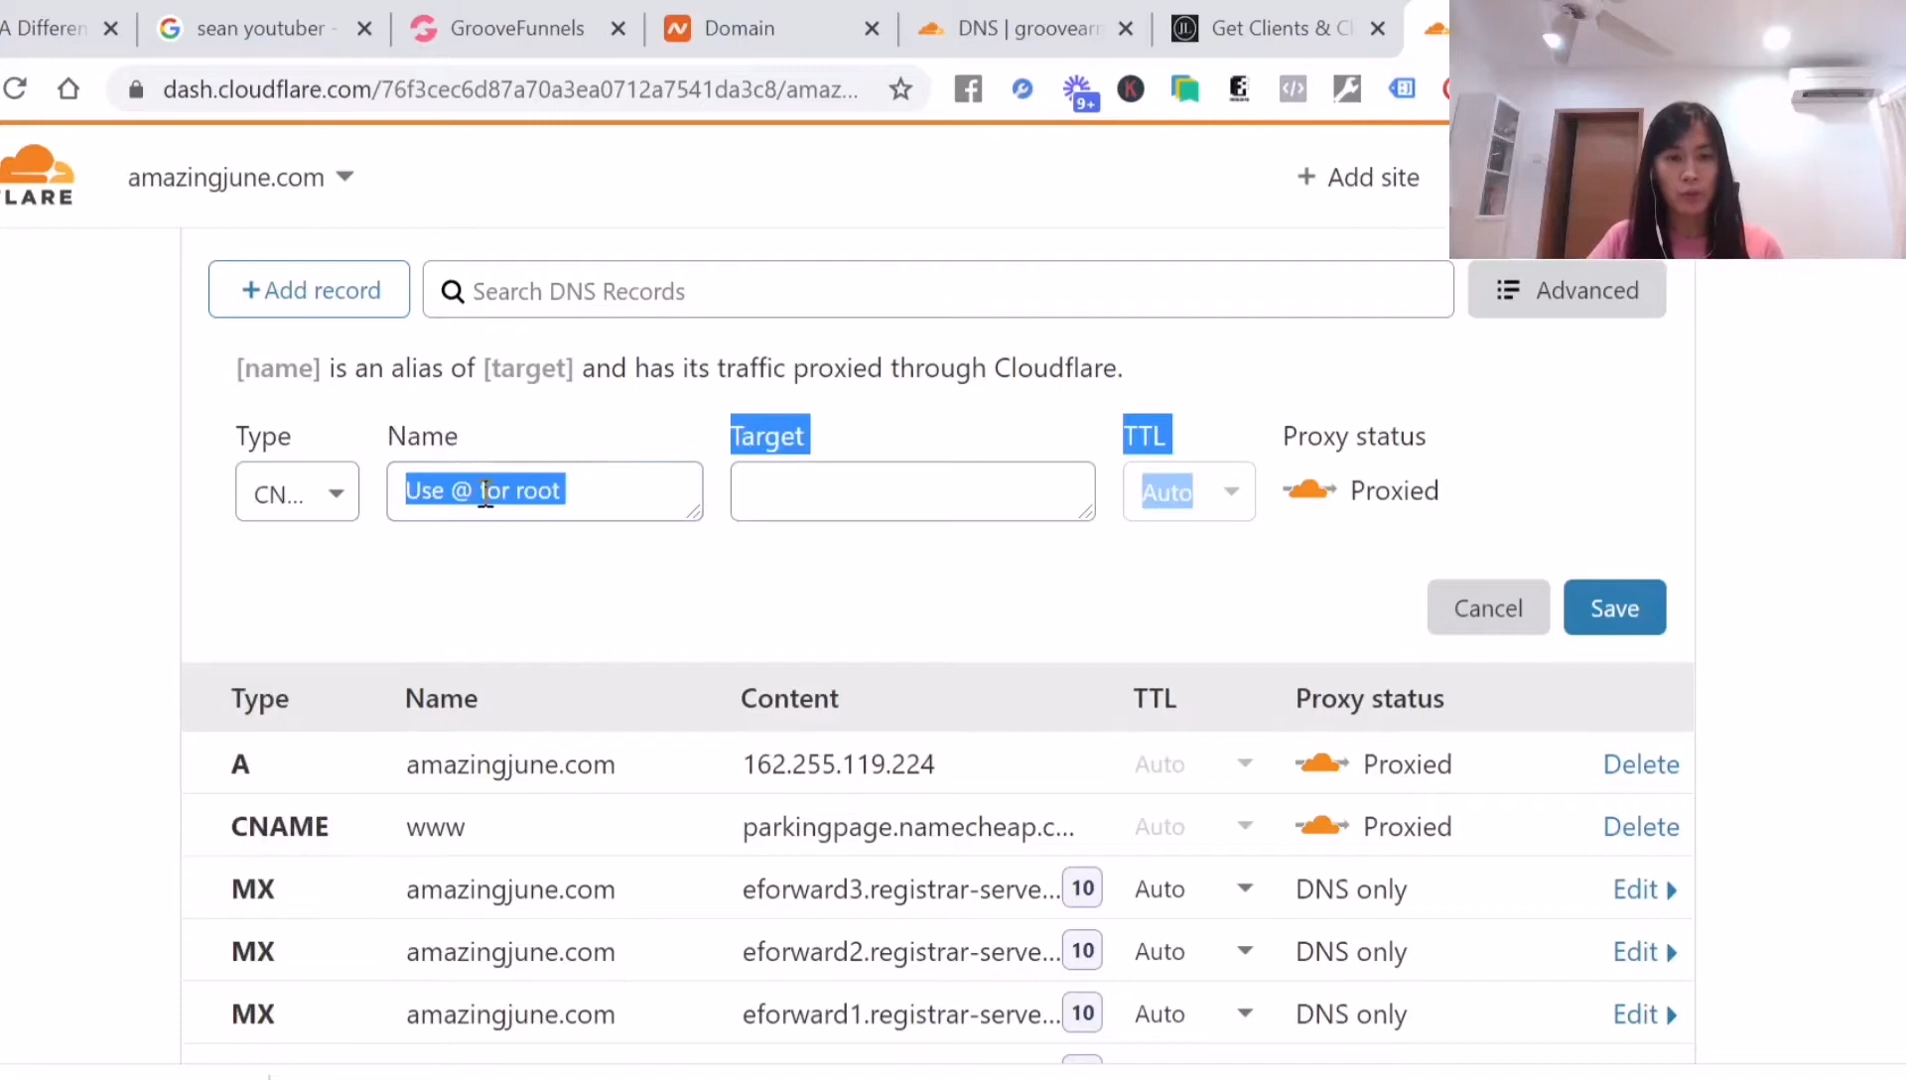 A Differen
sean youtuber -
GrooveFunnels
Domain
DNS | groovearn
Get Clients & Cl
dash.cloudflare.com/76f3cec6d87a70a3ea0712a7541da3c8/amaz...
9+
FLARE
amazingjune.com
+ Add site
+Add record
Search DNS Records
Advanced
[name] is an alias of [target] and has its traffic proxied through Cloudflare.
Type Name Target TTL Proxy status
CN... Use @ for root Auto Proxied
Cancel Save
Type Name Content TTL Proxy status
A amazingjune.com 162.255.119.224 Auto Proxied Delete
CNAME www parkingpage.namecheap.c... Auto Proxied Delete
MX amazingjune.com eforward3.registrar-serve... 10 Auto DNS only Edit
MX amazingjune.com eforward2.registrar-serve... 10 Auto DNS only Edit
MX amazingjune.com eforward1.registrar-serve... 10 Auto DNS only Edit